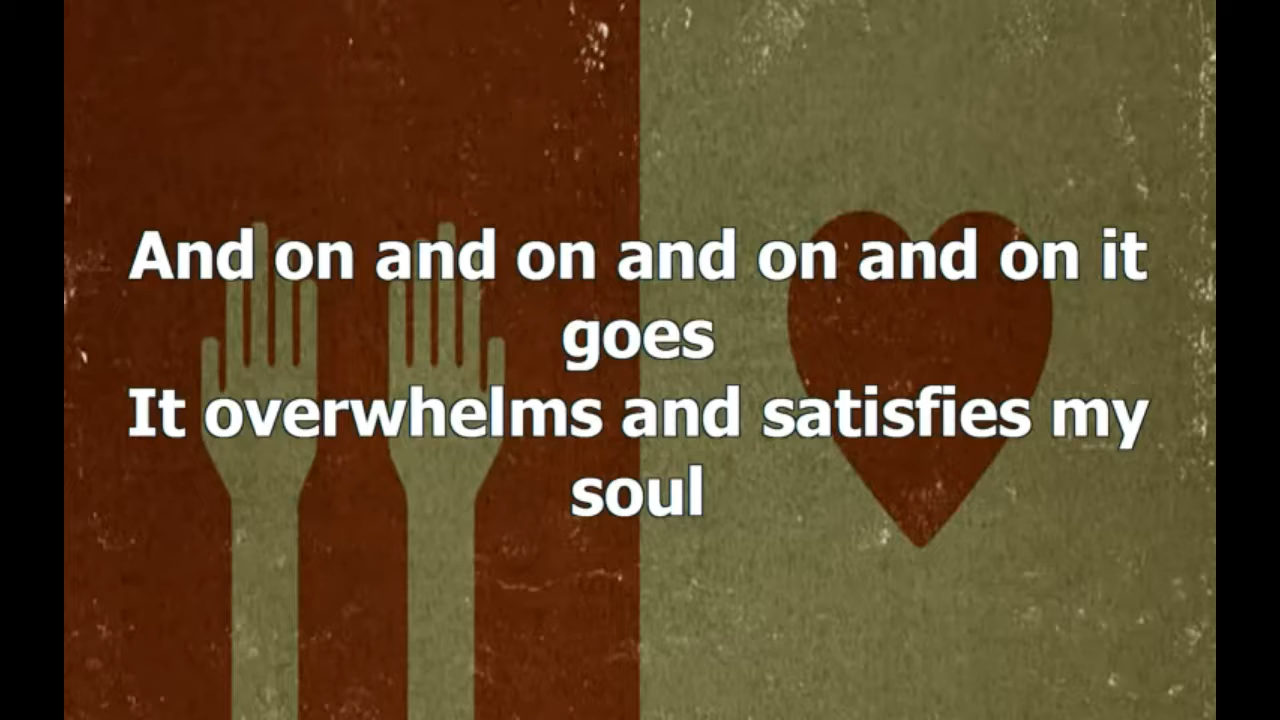 And on and on and on and on it
goes
It overwhelms and satisfies my
soul